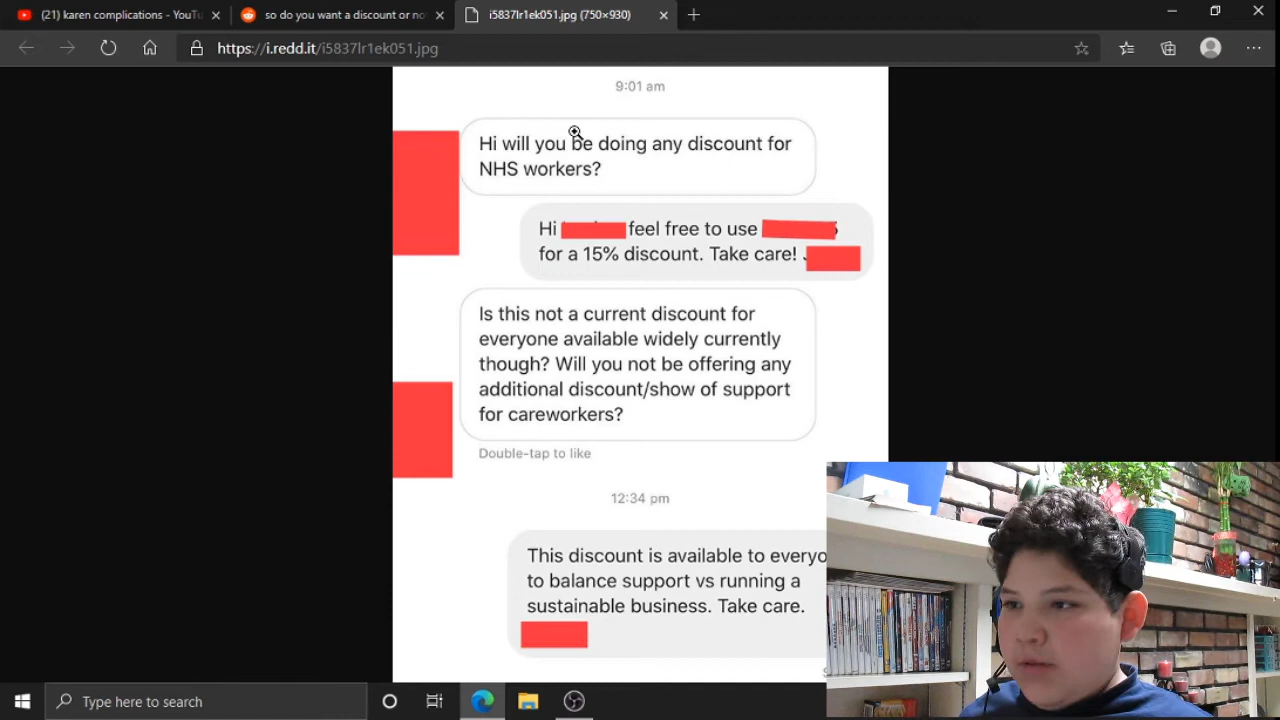 (21) karen complications - YouTu
so do you want a discount or no
i5837lr1ek051.jpg (750×930)
https://i.redd.it/i5837lr1ek051.jpg
9:01 am
Hi will you be doing any discount for
NHS workers?
Hi feel free to use
for a 15% discount. Take care!
Is this not a current discount for
everyone available widely currently
though? Will you not be offering any
additional discount/show of support
for careworkers?
Double-tap to like
12:34 pm
This discount is available to everyo
to balance support vs running a
sustainable business. Take care.
Type here to search